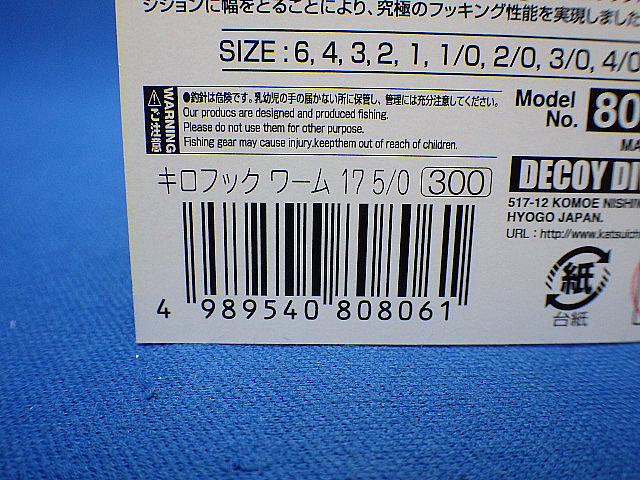 ションに幅をとることにより、究極のフッキング性能を実現しました
SIZE : 6, 4, 3, 2, 1, 1/0, 2/0, 3/0, 4/0
WARNING
ご注意
●釣針は危険です。乳幼児の手の届かない所に保管し、管理には充分注意してください。
Our producs are designed and produced fishing.
Please do not use them for other purpose.
Fishing gear may cause injury.keepthem out of reach of children.
Model No. 80
MA
キロフック ワーム 17 5/0 300
4 989540 808061
DECOY DI
517-12 KOMOE NISHI
HYOGO JAPAN.
URL : http://www.katsuich
紙
台紙